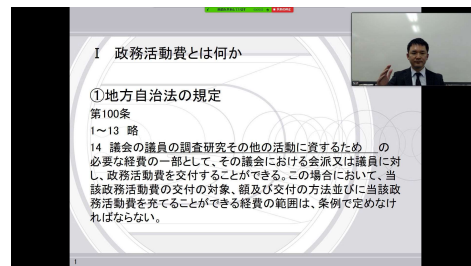 Ⅰ 政務活動費とは何か
①地方自治法の規定
第100条
1～13 略
14 議会の議員の調査研究その他の活動に資するため の
必要な経費の一部として、その議会における会派又は議員に対
し、政務活動費を交付することができる。この場合において、当
該政務活動費の交付の対象、額及び交付の方法並びに当該政
務活動費を充てることができる経費の範囲は、条例で定めなけ
ればならない。
1